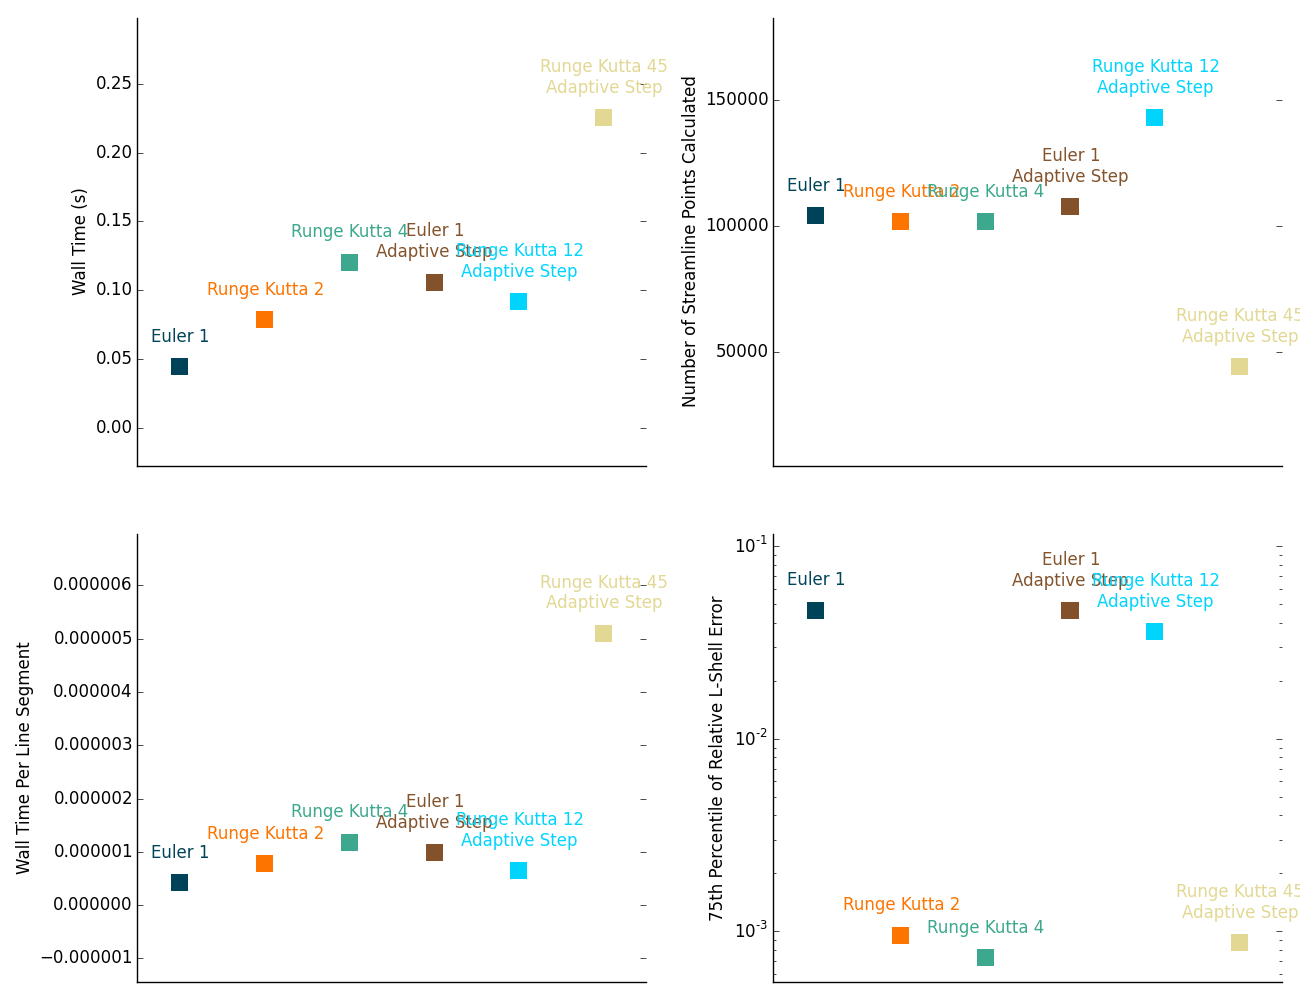 0.25
0.20
0.15
0.10
0.05
0.00
Wall Time (s)
Euler 1
Runge Kutta 2
Runge Kutta 4
Euler 1
Adaptive Step
Runge Kutta 12
Adaptive Step
Runge Kutta 45
Adaptive Step
150000
100000
50000
Number of Streamline Points Calculated
Euler 1
Runge Kutta 2
Runge Kutta 4
Euler 1
Adaptive Step
Runge Kutta 12
Adaptive Step
Runge Kutta 45
Adaptive Step
0.000006
0.000005
0.000004
0.000003
0.000002
0.000001
0.000000
−0.000001
Wall Time Per Line Segment
Euler 1
Runge Kutta 2
Runge Kutta 4
Euler 1
Adaptive Step
Runge Kutta 12
Adaptive Step
Runge Kutta 45
Adaptive Step
10⁻¹
10⁻²
10⁻³
75th Percentile of Relative L-Shell Error
Euler 1
Runge Kutta 2
Runge Kutta 4
Euler 1
Adaptive Step
Runge Kutta 12
Adaptive Step
Runge Kutta 45
Adaptive Step